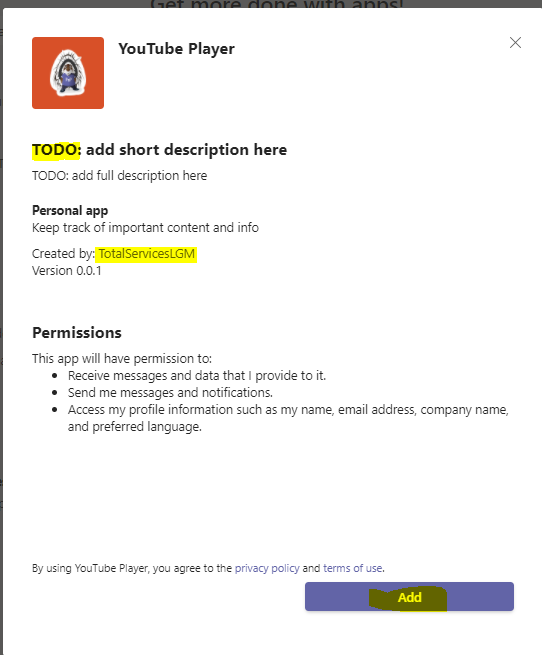 Get more done with apps!
YouTube Player
TODO: add short description here
TODO: add full description here
Personal app
Keep track of important content and info
Created by: TotalServicesLGM
Version 0.0.1
Permissions
This app will have permission to:
• Receive messages and data that I provide to it.
• Send me messages and notifications.
• Access my profile information such as my name, email address, company name,
and preferred language.
By using YouTube Player, you agree to the privacy policy and terms of use.
Add